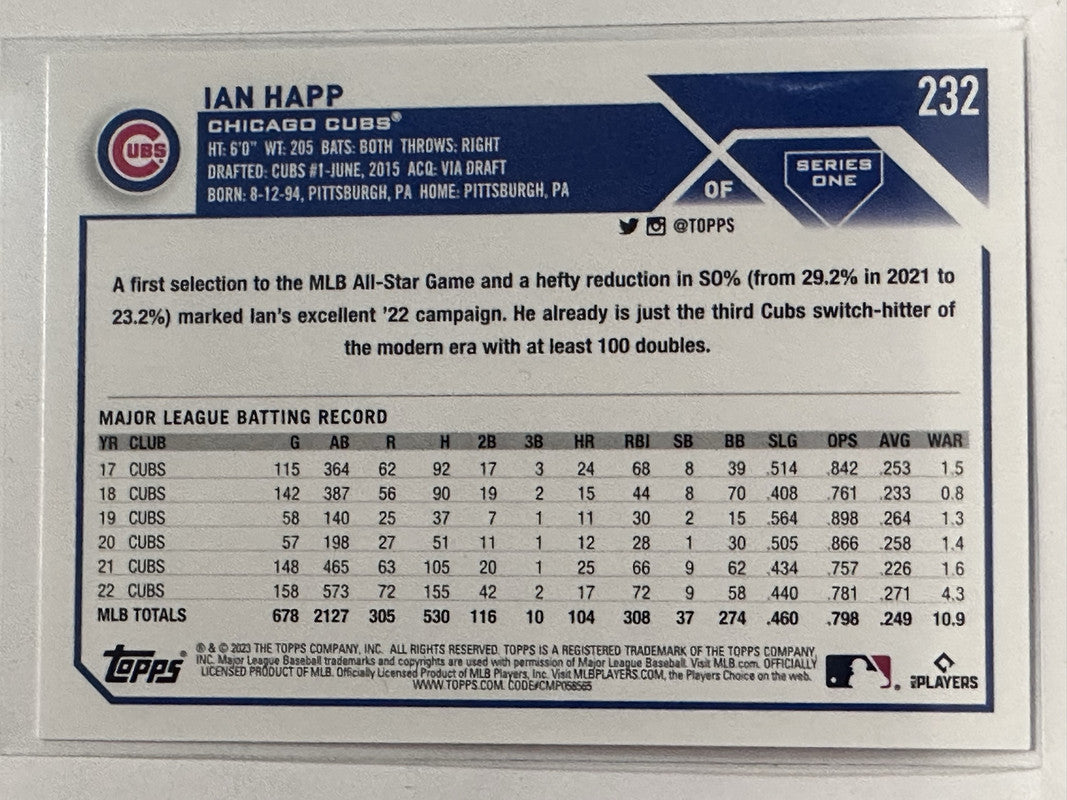 IAN HAPP
232
CUBS
CHICAGO CUBS®
HT: 6'0" WT: 205 BATS: BOTH THROWS: RIGHT
DRAFTED: CUBS #1-JUNE, 2015 ACQ: VIA DRAFT
BORN: 8-12-94, PITTSBURGH, PA HOME: PITTSBURGH, PA
OF
SERIES
ONE
@TOPPS
A first selection to the MLB All-Star Game and a hefty reduction in SO% (from 29.2% in 2021 to
23.2%) marked Ian's excellent '22 campaign. He already is just the third Cubs switch-hitter of
the modern era with at least 100 doubles.
MAJOR LEAGUE BATTING RECORD
YR CLUB G AB R H 2B 3B HR RBI SB BB SLG OPS AVG WAR
17 CUBS 115 364 62 92 17 3 24 68 8 39 .514 .842 .253 1.5
18 CUBS 142 387 56 90 19 2 15 44 8 70 .408 .761 .233 0.8
19 CUBS 58 140 25 37 7 1 11 30 2 15 .564 .898 .264 1.3
20 CUBS 57 198 27 51 11 1 12 28 1 30 .505 .866 .258 1.4
21 CUBS 148 465 63 105 20 1 25 66 9 62 .434 .757 .226 1.6
22 CUBS 158 573 72 155 42 2 17 72 9 58 .440 .781 .271 4.3
MLB TOTALS 678 2127 305 530 116 10 104 308 37 274 .460 .798 .249 10.9
Topps®
® & © 2023 THE TOPPS COMPANY, INC. ALL RIGHTS RESERVED. TOPPS IS A REGISTERED TRADEMARK OF THE TOPPS COMPANY,
INC. Major League Baseball trademarks and copyrights are used with permission of Major League Baseball. Visit MLB.com. OFFICIALLY
LICENSED PRODUCT OF MLB. Officially Licensed Product of MLB Players, Inc. Visit MLBPLAYERS.COM, the Players Choice on the web.
WWW.TOPPS.COM. CODE#CMP058565
MLB PLAYERS